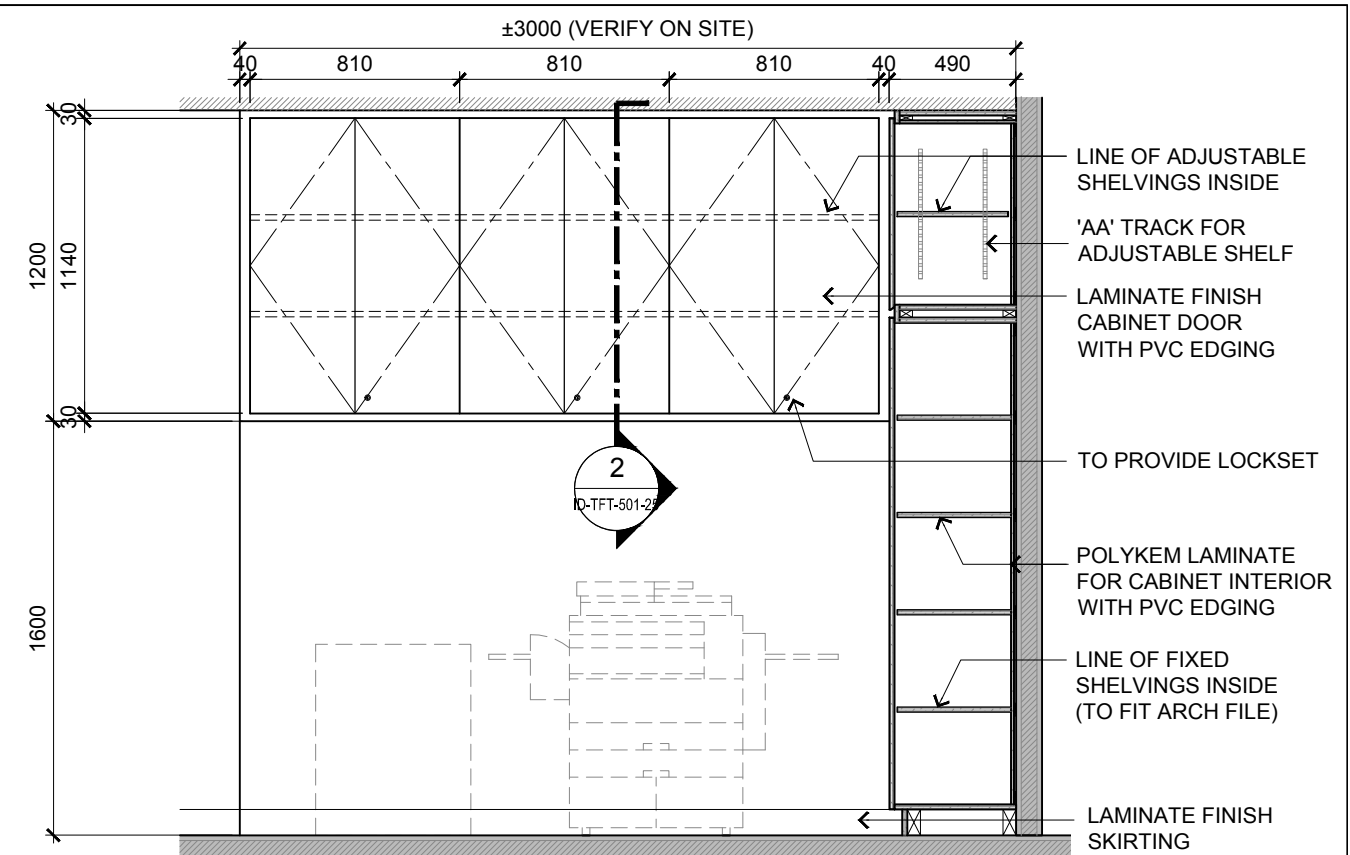 ±3000 (VERIFY ON SITE)
40 810 810 810 40 490
30
1200
1140
30
1600
LINE OF ADJUSTABLE
SHELVINGS INSIDE
'AA' TRACK FOR
ADJUSTABLE SHELF
LAMINATE FINISH
CABINET DOOR
WITH PVC EDGING
TO PROVIDE LOCKSET
2
ID-TFT-501-25
POLYKEM LAMINATE
FOR CABINET INTERIOR
WITH PVC EDGING
LINE OF FIXED
SHELVINGS INSIDE
(TO FIT ARCH FILE)
LAMINATE FINISH
SKIRTING